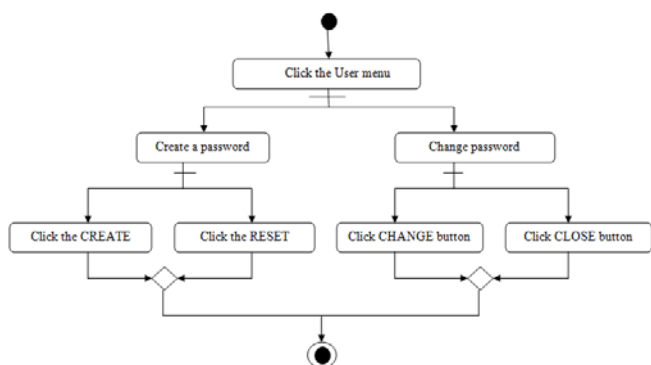 Click the User menu
Create a password
Change password
Click the CREATE
Click the RESET
Click CHANGE button
Click CLOSE button